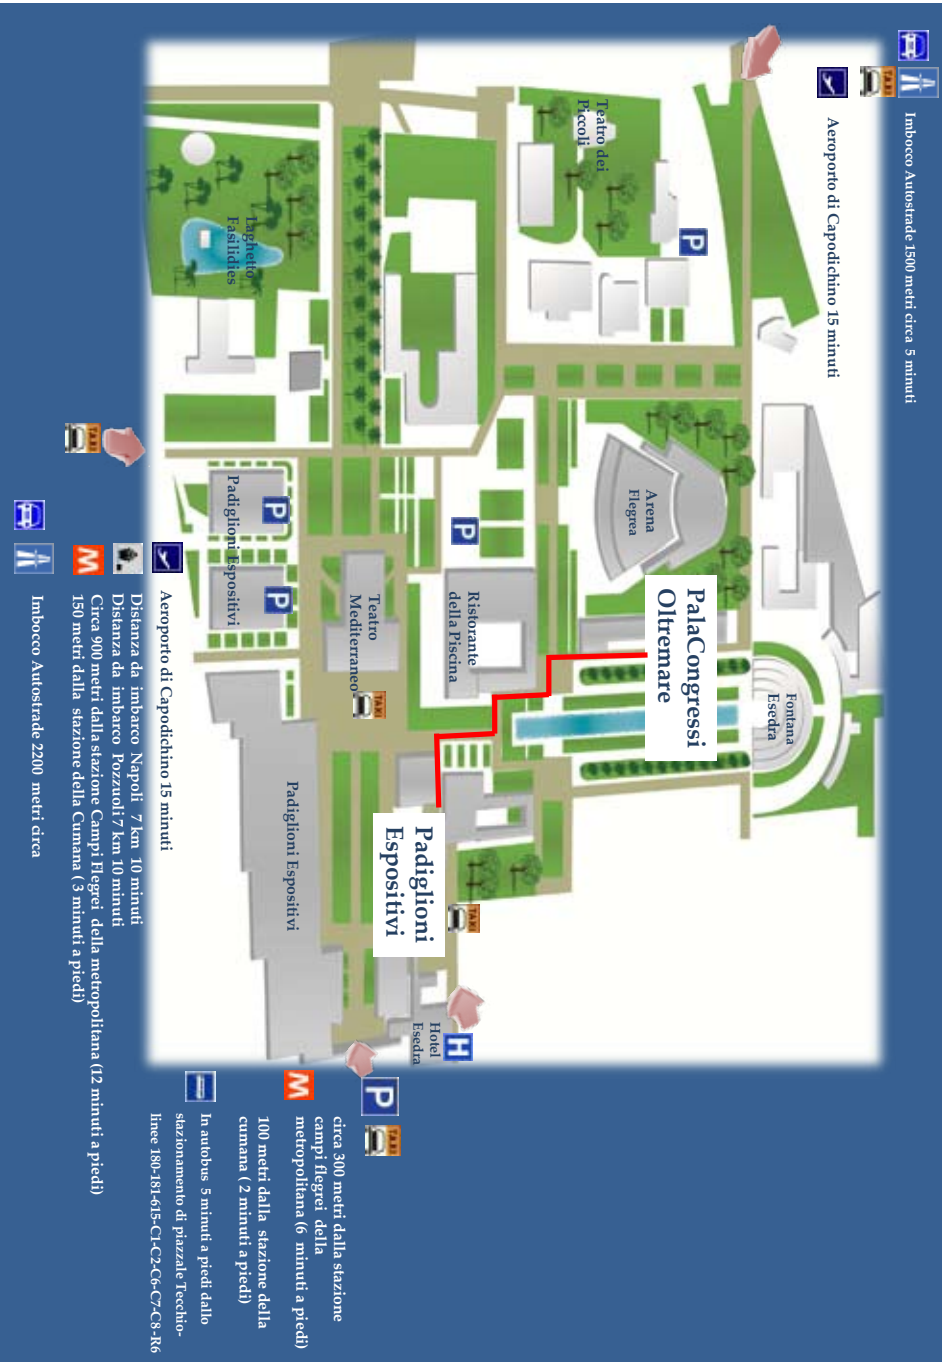 Imbocco Autostrade 1500 metri circa 5 minuti
TAXI
Aeroporto di Capodichino 15 minuti
Teatro dei
Piccoli
P
Laghetto
Fasilidies
Arena
Flegrea
P
Fontana
Esedra
PalaCongressi
Oltremare
Ristorante
della Piscina
Teatro
Mediterraneo
TAXI
Padiglioni Espositivi
P
P
Padiglioni Espositivi
Padiglioni
Espositivi
TAXI
H
Hotel
Esedra
TAXI
Aeroporto di Capodichino 15 minuti
Distanza da imbarco Napoli 7 km 10 minuti
Distanza da imbarco Pozzuoli 7 km 10 minuti
M
Circa 900 metri dalla stazione Campi Flegrei della metropolitana (12 minuti a piedi)
150 metri dalla stazione della Cumana ( 3 minuti a piedi)
Imbocco Autostrade 2200 metri circa
P
TAXI
M
circa 300 metri dalla stazione
campi flegrei della
metropolitana (6 minuti a piedi)
100 metri dalla stazione della
cumana ( 2 minuti a piedi)
In autobus 5 minuti a piedi dallo
stazionamento di piazzale Tecchio-
linee 180-181-615-C1-C2-C6-C7-C8-R6